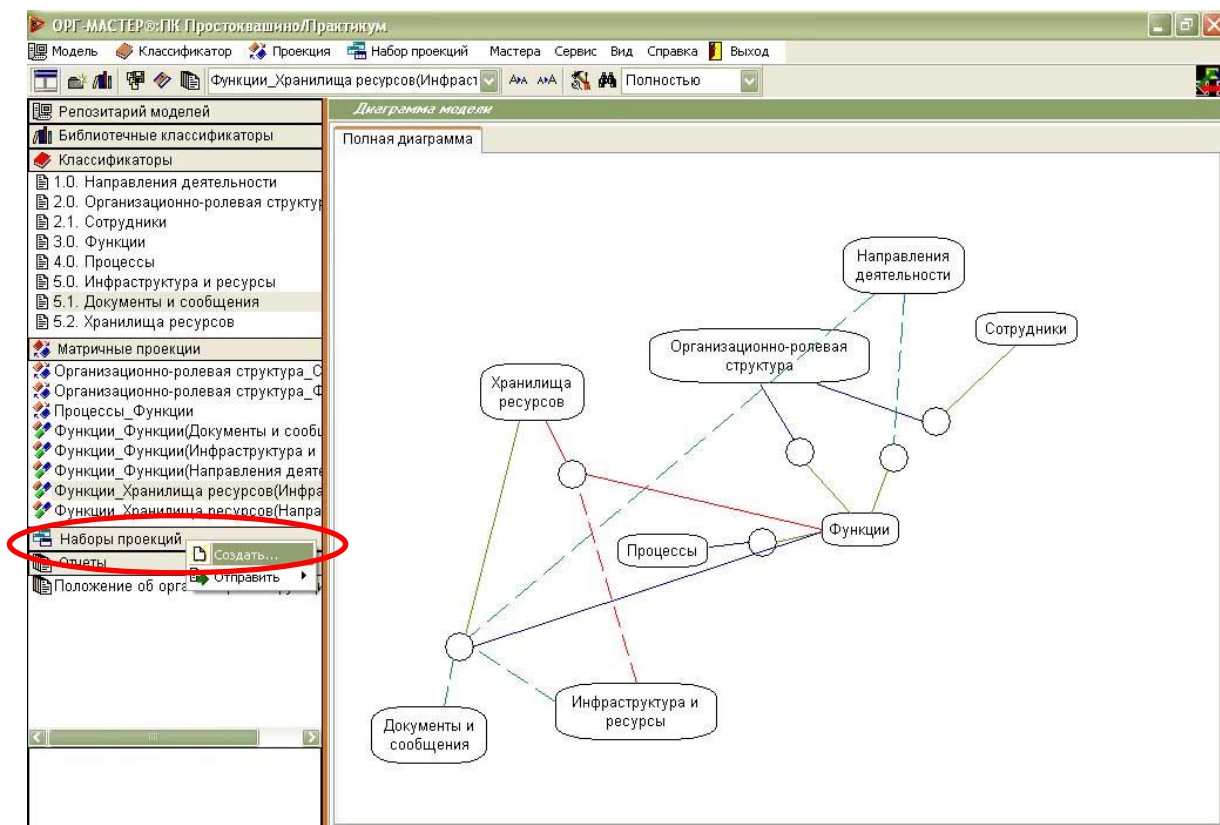 ОРГ-МАСТЕР®:ПК Простоквашино/Практикум
Модель Классификатор Проекция Набор проекций Мастера Сервис Вид Справка Выход
Функции_Хранилища ресурсов(Инфраст Полностью
Репозитарий моделей
Библиотечные классификаторы
Классификаторы
1.0. Направления деятельности
2.0. Организационно-ролевая структур
2.1. Сотрудники
3.0. Функции
4.0. Процессы
5.0. Инфраструктура и ресурсы
5.1. Документы и сообщения
5.2. Хранилища ресурсов
Матричные проекции
Организационно-ролевая структура_С
Организационно-ролевая структура_Ф
Процессы_Функции
Функции_Функции(Документы и сооб
Функции_Функции(Инфраструктура и
Функции_Функции(Направления деяте
Функции_Хранилища ресурсов(Инфра
Функции_Хранилища ресурсов(Напра
Наборы проекций
Создать...
Отчеты
Отправить
Положение об орга
Диаграмма модели
Полная диаграмма
Направления
деятельности
Сотрудники
Организационно-ролевая
структура
Хранилища
ресурсов
Функции
Процессы
Инфраструктура и
ресурсы
Документы и
сообщения